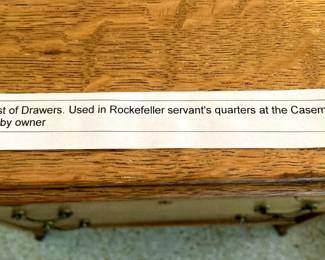 st of Drawers. Used in Rockefeller servant's quarters at the Casem
by owner